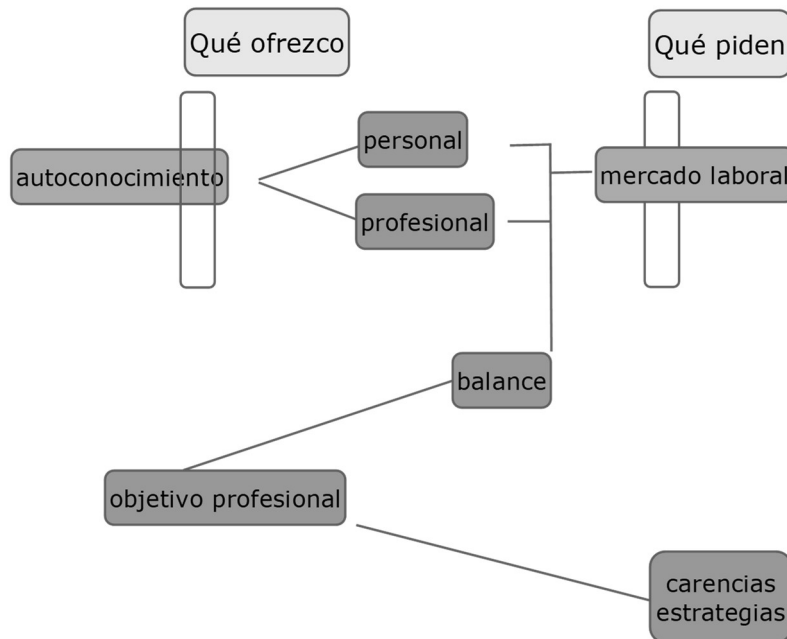 Qué ofrezco
Qué piden
personal
autoconocimiento
mercado laboral
profesional
balance
objetivo profesional
carencias
estrategias